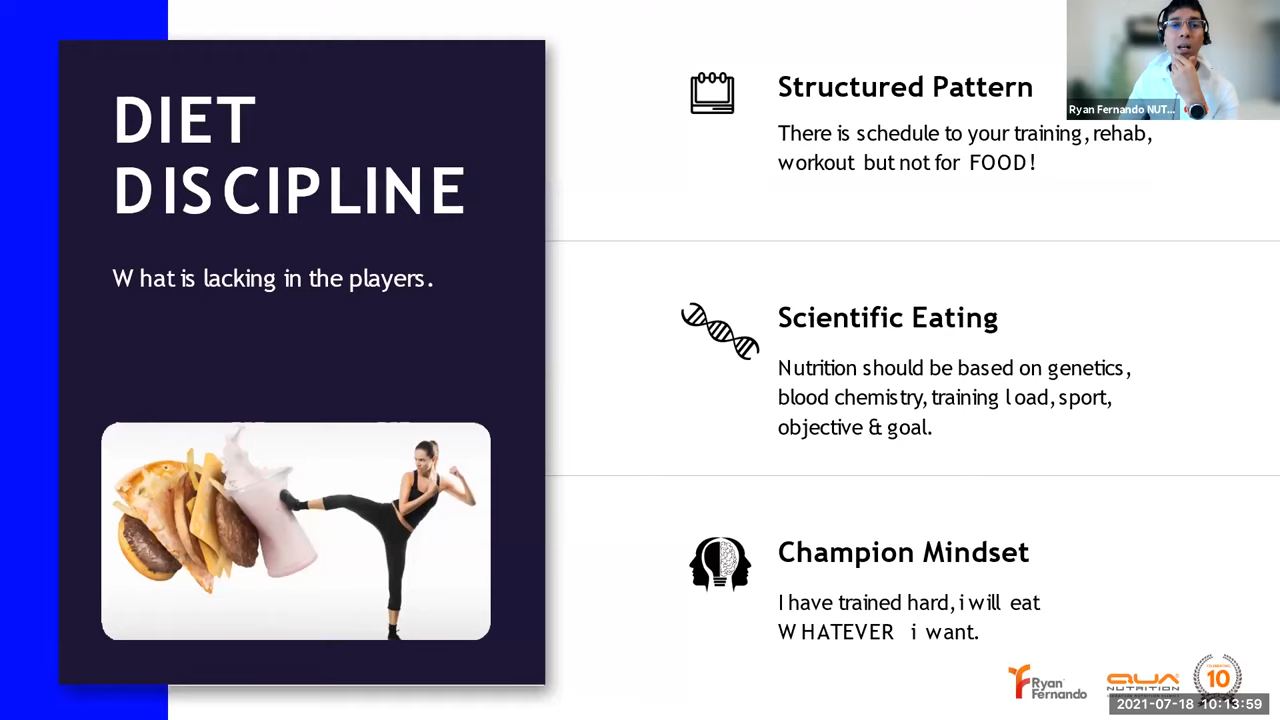 DIET
DISCIPLINE
What is lacking in the players.
Structured Pattern
There is schedule to your training, rehab,
workout but not for FOOD!
Scientific Eating
Nutrition should be based on genetics,
blood chemistry, training load, sport,
objective & goal.
Champion Mindset
I have trained hard, i will eat
WHATEVER i want.
Ryan Fernando NUT...
Ryan
Fernando
QUA
NUTRITION
10
2021-07-18 10:13:59